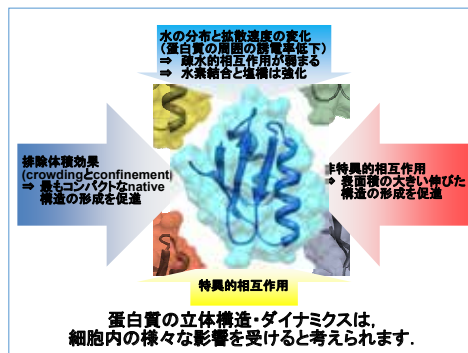 水の分布と拡散速度の変化
(蛋白質の周囲の誘電率低下)
⇒ 疎水的相互作用が弱まる
⇒ 水素結合と塩橋は強化
排除体積効果
(crowdingとconfinement)
⇒ 最もコンパクトなnative
構造の形成を促進
非特異的相互作用
⇒ 表面積の大きい伸びた
構造の形成を促進
特異的相互作用
蛋白質の立体構造・ダイナミクスは,
細胞内の様々な影響を受けると考えられます.